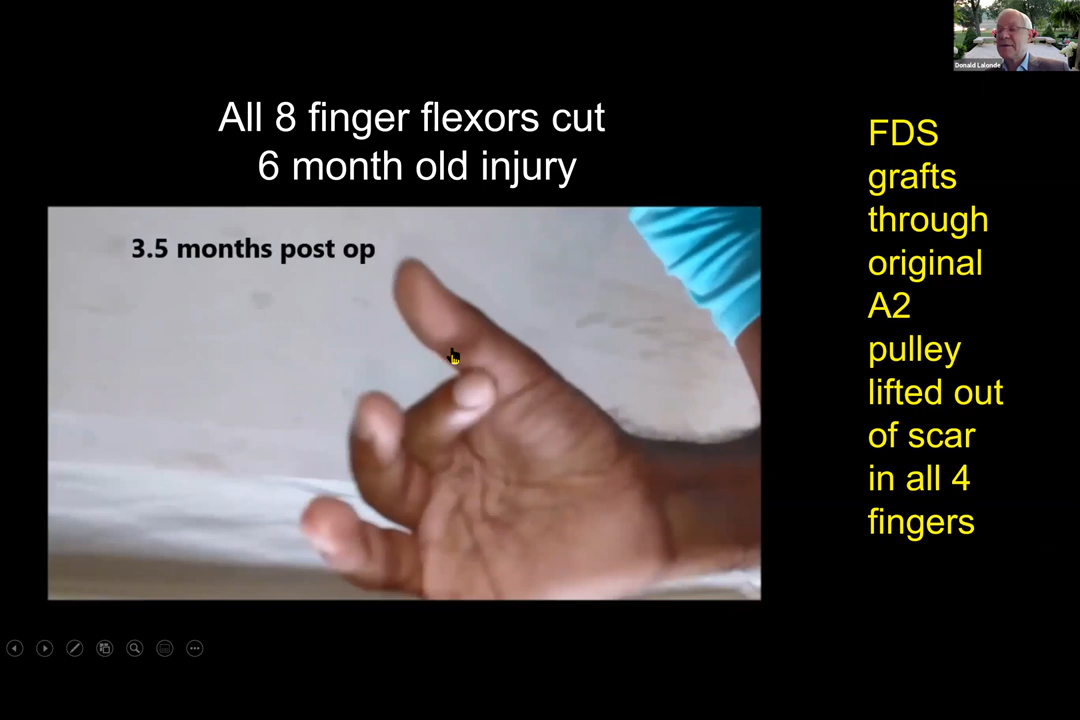 Donald Lalonde
All 8 finger flexors cut
6 month old injury
3.5 months post op
FDS
grafts
through
original
A2
pulley
lifted out
of scar
in all 4
fingers